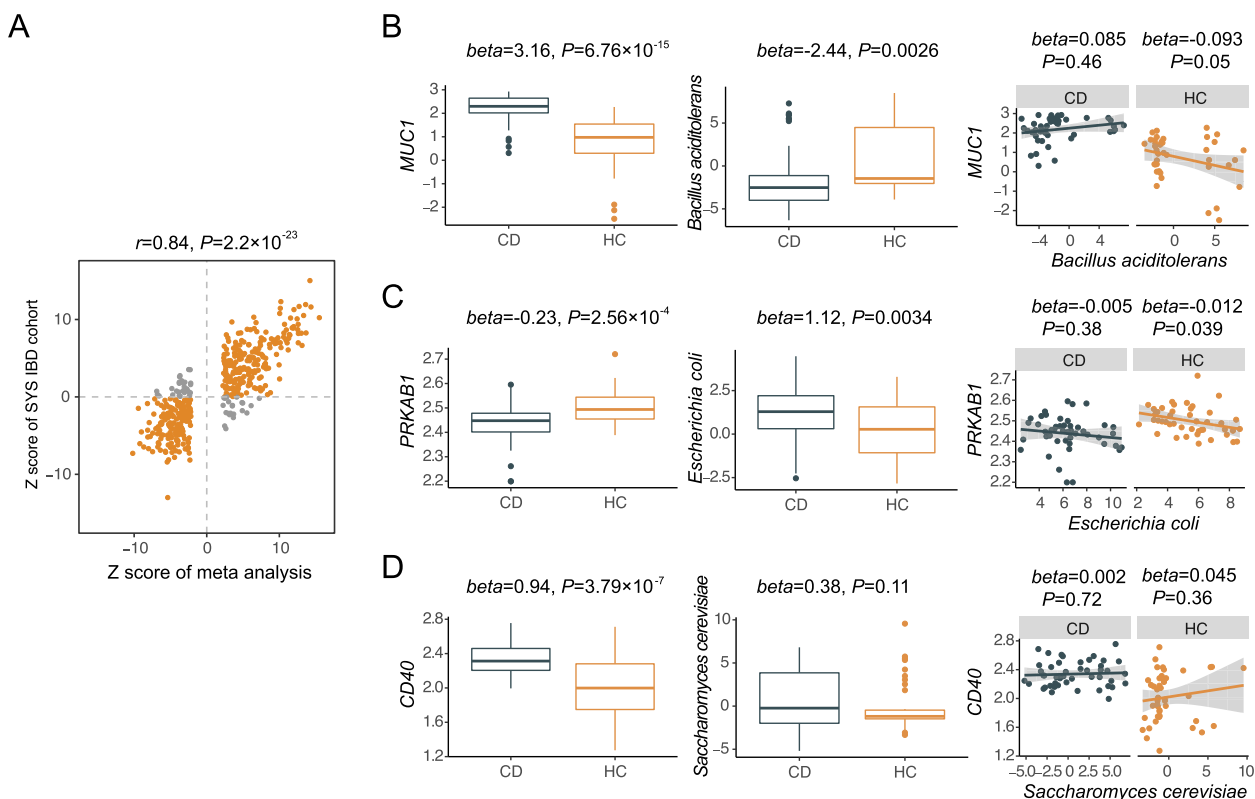 A
r=0.84, P=2.2×10⁻²³
Z score of SYS IBD cohort
10
0
−10
−10 0 10
Z score of meta analysis
B
beta=3.16, P=6.76×10⁻¹⁵
MUC1
3
2
1
0
−1
−2
CD HC
beta=-2.44, P=0.0026
Bacillus aciditolerans
5
0
−5
CD HC
beta=0.085 beta=-0.093
P=0.46 P=0.05
CD HC
MUC1
3
2
1
0
−1
−2
−4 0 4 0 5
Bacillus aciditolerans
C
beta=-0.23, P=2.56×10⁻⁴
PRKAB1
2.7
2.6
2.5
2.4
2.3
2.2
CD HC
beta=1.12, P=0.0034
Escherichia coli
2.5
0.0
−2.5
CD HC
beta=-0.005 beta=-0.012
P=0.38 P=0.039
CD HC
PRKAB1
2.7
2.6
2.5
2.4
2.3
2.2
2.1
4 6 8 10 2 4 6 8
Escherichia coli
D
beta=0.94, P=3.79×10⁻⁷
CD40
2.8
2.4
2.0
1.6
1.2
CD HC
beta=0.38, P=0.11
Saccharomyces cerevisiae
10
5
0
−5
CD HC
beta=0.002 beta=0.045
P=0.72 P=0.36
CD HC
CD40
2.8
2.4
2.0
1.6
1.2
−5.0 −2.5 0 2.5 5.0 0 5 10
Saccharomyces cerevisiae